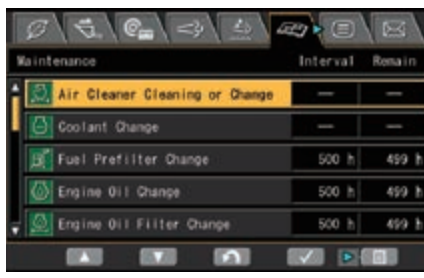 Maintenance Interval Remain
Air Cleaner Cleaning or Change — —
Coolant Change — —
Fuel Prefilter Change 500 h 499 h
Engine Oil Change 500 h 499 h
Engine Oil Filter Change 500 h 499 h